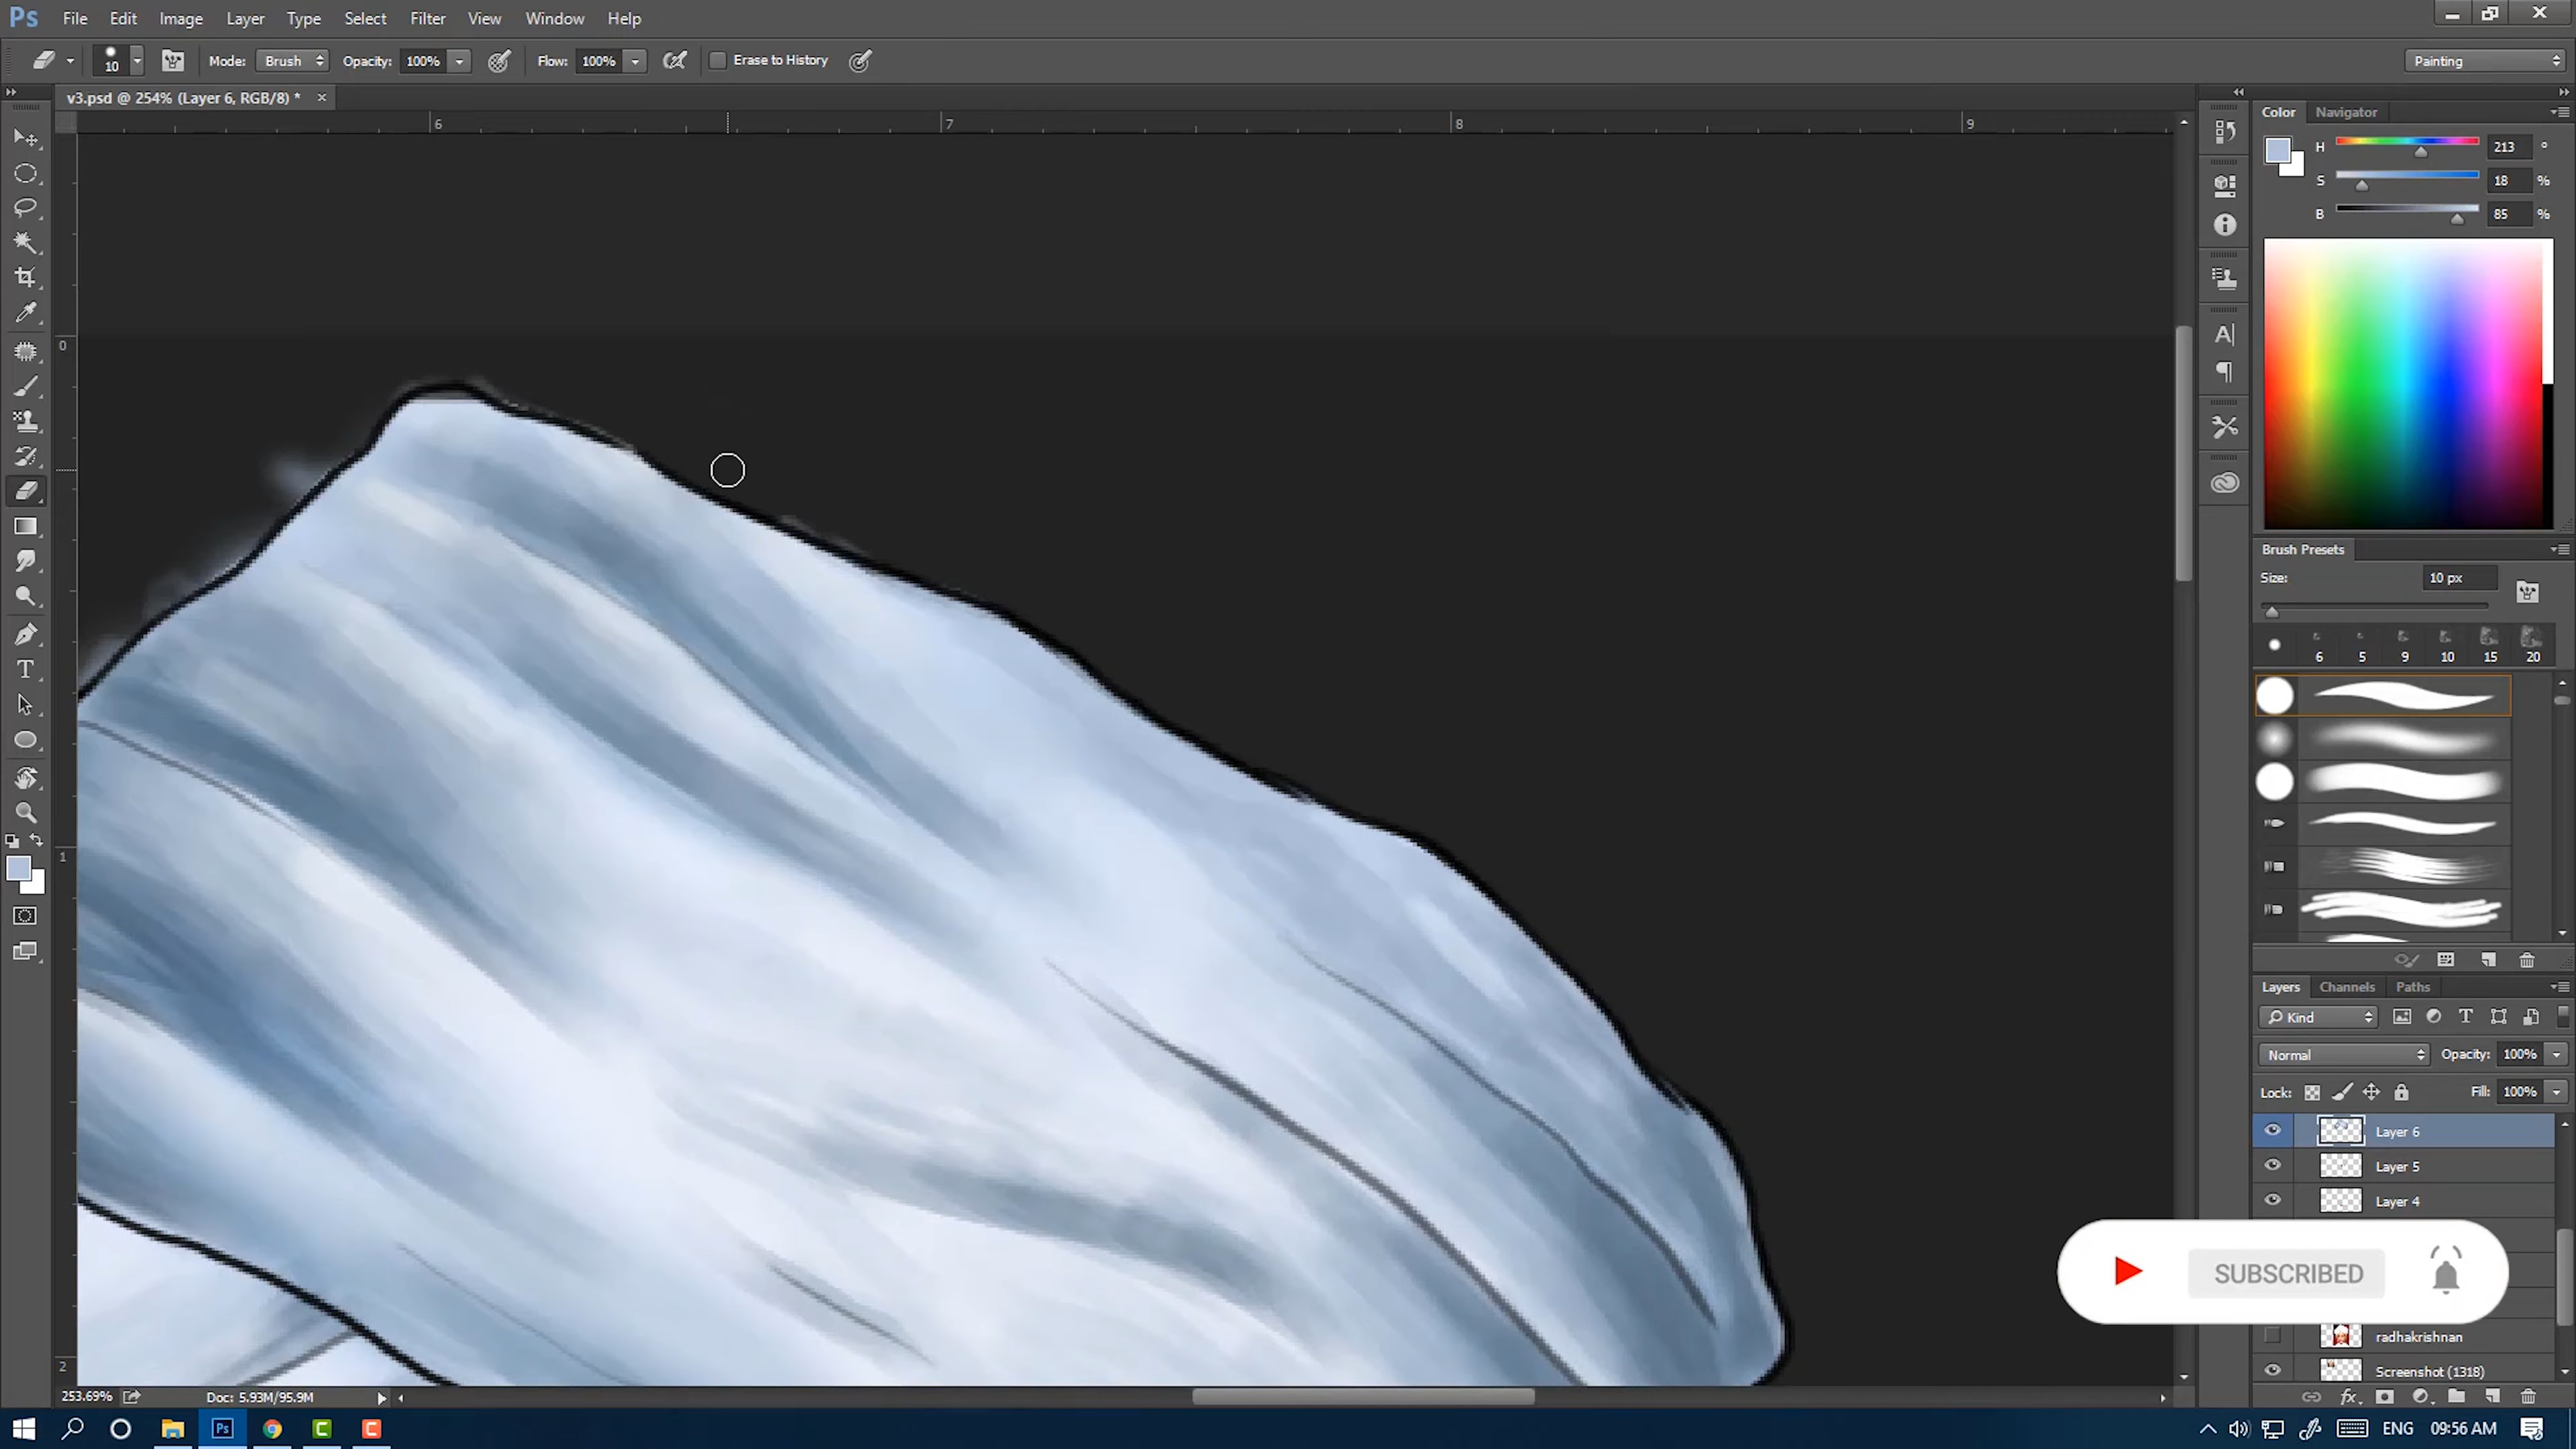 Ps File Edit Image Layer Type Select Filter View Window Help
10 Mode: Brush Opacity: 100% Flow: 100% Erase to History Painting
v3.psd @ 254% (Layer 6, RGB/8) * ×
6 7 8 9
0
1
2
Color Navigator
H 213 °
S 18 %
B 85 %
Brush Presets
Size: 10 px
6 5 9 10 15 20
Layers Channels Paths
Kind
Normal Opacity: 100%
Lock: Fill: 100%
Layer 6
Layer 5
Layer 4
SUBSCRIBED
radhakrishnan
Screenshot (1318)
253.69% Doc: 5.93M/95.9M
Ps C C ENG 09:56 AM